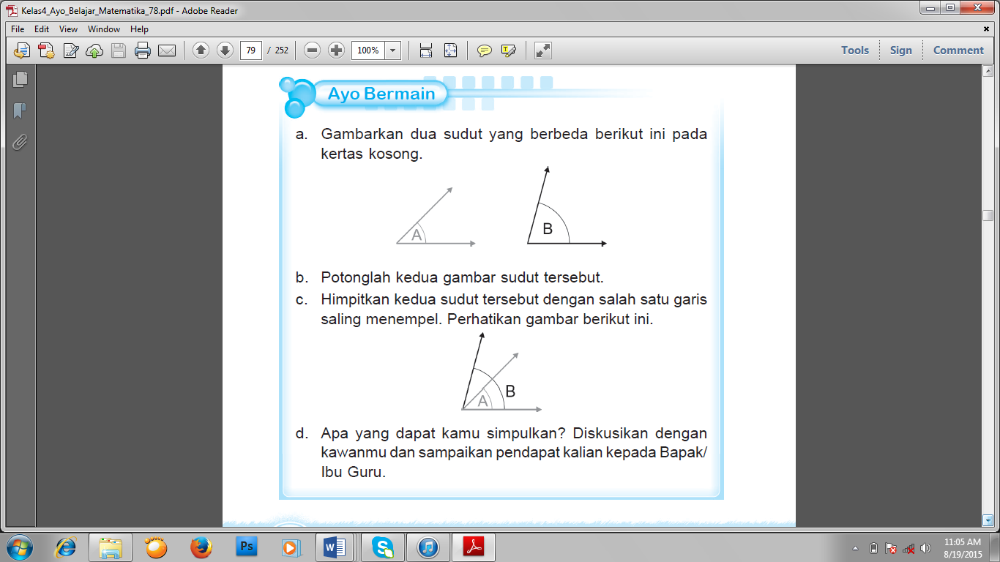 Kelas4_Ayo_Belajar_Matematika_78.pdf - Adobe Reader
File Edit View Window Help
79 / 252 100% Tools Sign Comment
Ayo Bermain
a. Gambarkan dua sudut yang berbeda berikut ini pada
kertas kosong.
A B
b. Potonglah kedua gambar sudut tersebut.
c. Himpitkan kedua sudut tersebut dengan salah satu garis
saling menempel. Perhatikan gambar berikut ini.
A B
d. Apa yang dapat kamu simpulkan? Diskusikan dengan
kawanmu dan sampaikan pendapat kalian kepada Bapak/
Ibu Guru.
Ps
11:05 AM
8/19/2015